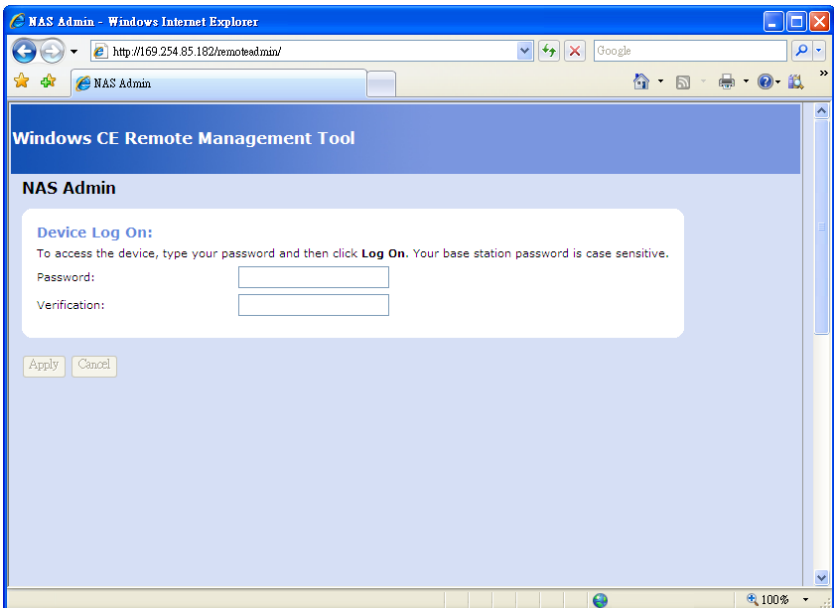 NAS Admin - Windows Internet Explorer
http://169.254.85.182/remoteadmin/
Google
NAS Admin
Windows CE Remote Management Tool
NAS Admin
Device Log On:
To access the device, type your password and then click Log On. Your base station password is case sensitive.
Password:
Verification:
Apply Cancel
100%